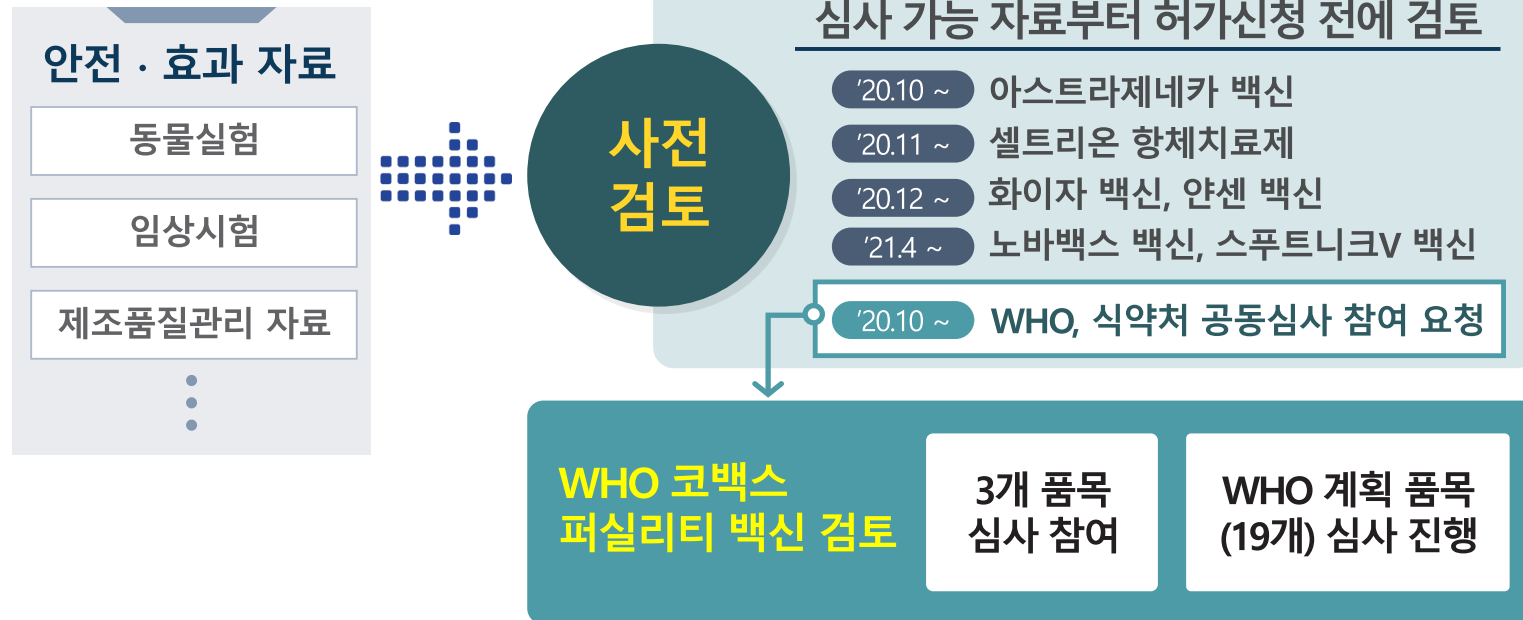 안전 · 효과 자료
동물실험
임상시험
제조품질관리 자료
사전
검토
심사 가능 자료부터 허가신청 전에 검토
’20.10 ~ 아스트라제네카 백신
’20.11 ~ 셀트리온 항체치료제
’20.12 ~ 화이자 백신, 얀센 백신
’21.4 ~ 노바백스 백신, 스푸트니크V 백신
’20.10 ~ WHO, 식약처 공동심사 참여 요청
WHO 코백스
퍼실리티 백신 검토
3개 품목
심사 참여
WHO 계획 품목
(19개) 심사 진행